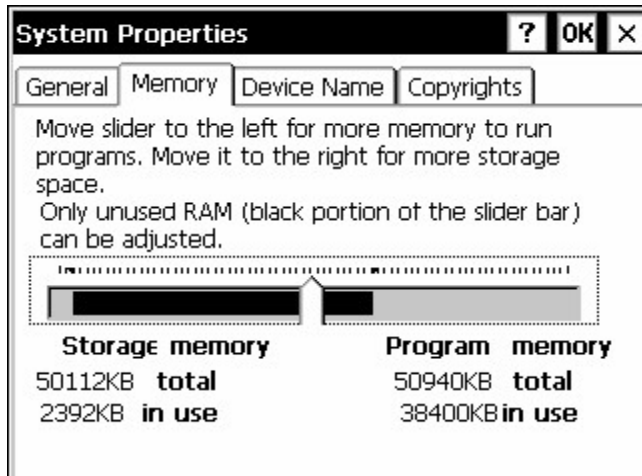 System Properties ? OK ×
General Memory Device Name Copyrights
Move slider to the left for more memory to run
programs. Move it to the right for more storage
space.
Only unused RAM (black portion of the slider bar)
can be adjusted.
Storage memory Program memory
50112KB total 50940KB total
2392KB in use 38400KB in use